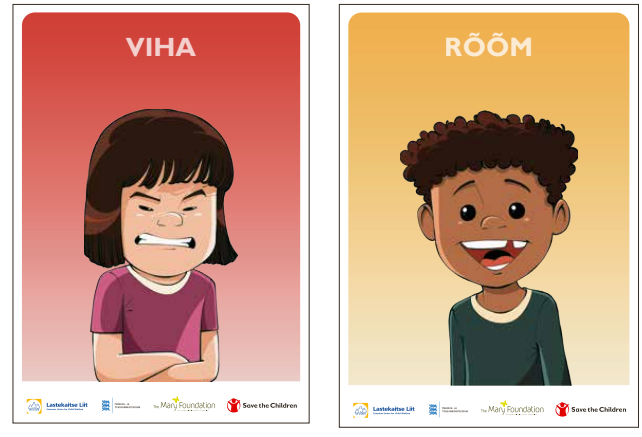 VIHA
RÕÕM
Lastekaitse Liit
The Mary Foundation
Save the Children
Lastekaitse Liit
The Mary Foundation
Save the Children